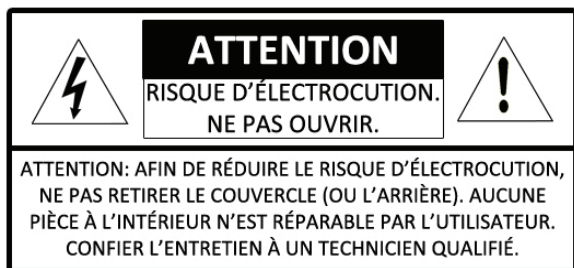 ATTENTION
RISQUE D'ÉLECTROCUTION.
NE PAS OUVRIR.
ATTENTION: AFIN DE RÉDUIRE LE RISQUE D'ÉLECTROCUTION,
NE PAS RETIRER LE COUVERCLE (OU L'ARRIÈRE). AUCUNE
PIÈCE À L'INTÉRIEUR N'EST RÉPARABLE PAR L'UTILISATEUR.
CONFIER L'ENTRETIEN À UN TECHNICIEN QUALIFIÉ.